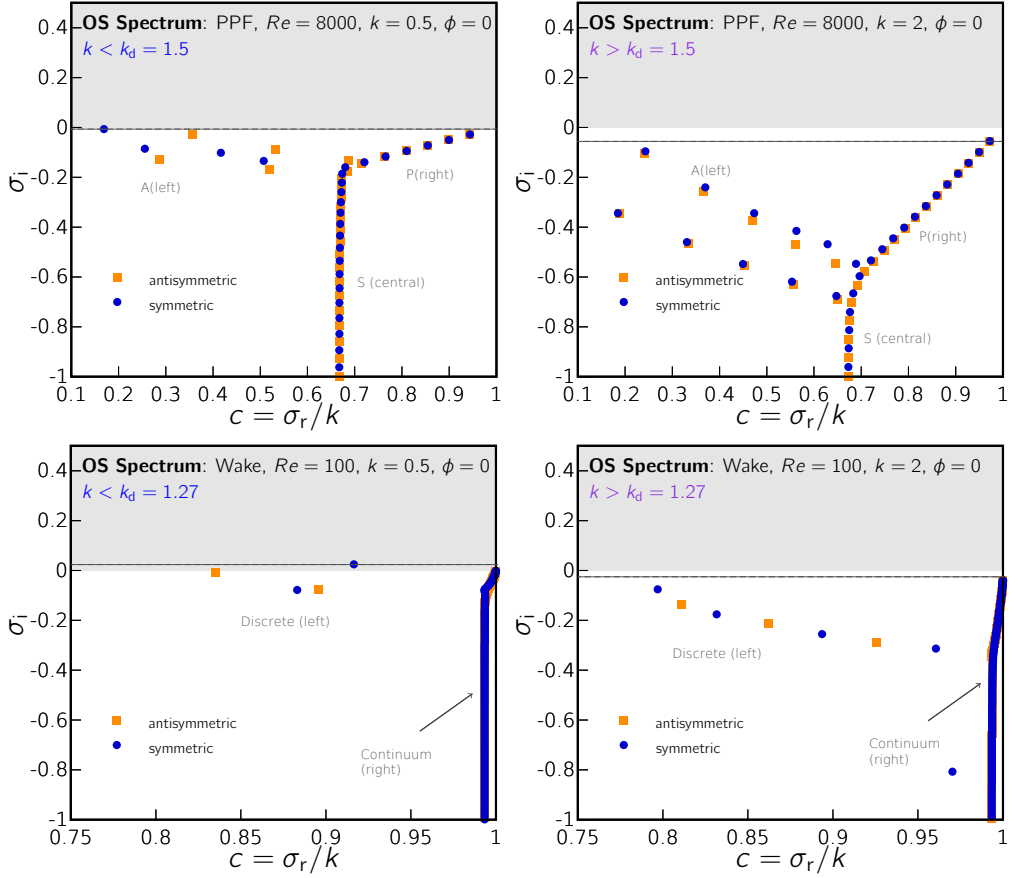 OS Spectrum: PPF, Re = 8000, k = 0.5, ϕ = 0
k < k_d = 1.5
0.4
0.2
0
-0.2
-0.4
-0.6
-0.8
-1
σ_i
A(left)
P(right)
S (central)
antisymmetric
symmetric
0.1 0.2 0.3 0.4 0.5 0.6 0.7 0.8 0.9 1
c = σ_r/k
OS Spectrum: PPF, Re = 8000, k = 2, ϕ = 0
k > k_d = 1.5
0.4
0.2
0
-0.2
-0.4
-0.6
-0.8
-1
σ_i
A(left)
P(right)
S (central)
antisymmetric
symmetric
0.1 0.2 0.3 0.4 0.5 0.6 0.7 0.8 0.9 1
c = σ_r/k
OS Spectrum: Wake, Re = 100, k = 0.5, ϕ = 0
k < k_d = 1.27
0.4
0.2
0
-0.2
-0.4
-0.6
-0.8
-1
σ_i
Discrete (left)
antisymmetric
symmetric
Continuum
(right)
0.75 0.8 0.85 0.9 0.95 1
c = σ_r/k
OS Spectrum: Wake, Re = 100, k = 2, ϕ = 0
k > k_d = 1.27
0.4
0.2
0
-0.2
-0.4
-0.6
-0.8
-1
σ_i
Discrete (left)
antisymmetric
symmetric
Continuum
(right)
0.75 0.8 0.85 0.9 0.95 1
c = σ_r/k